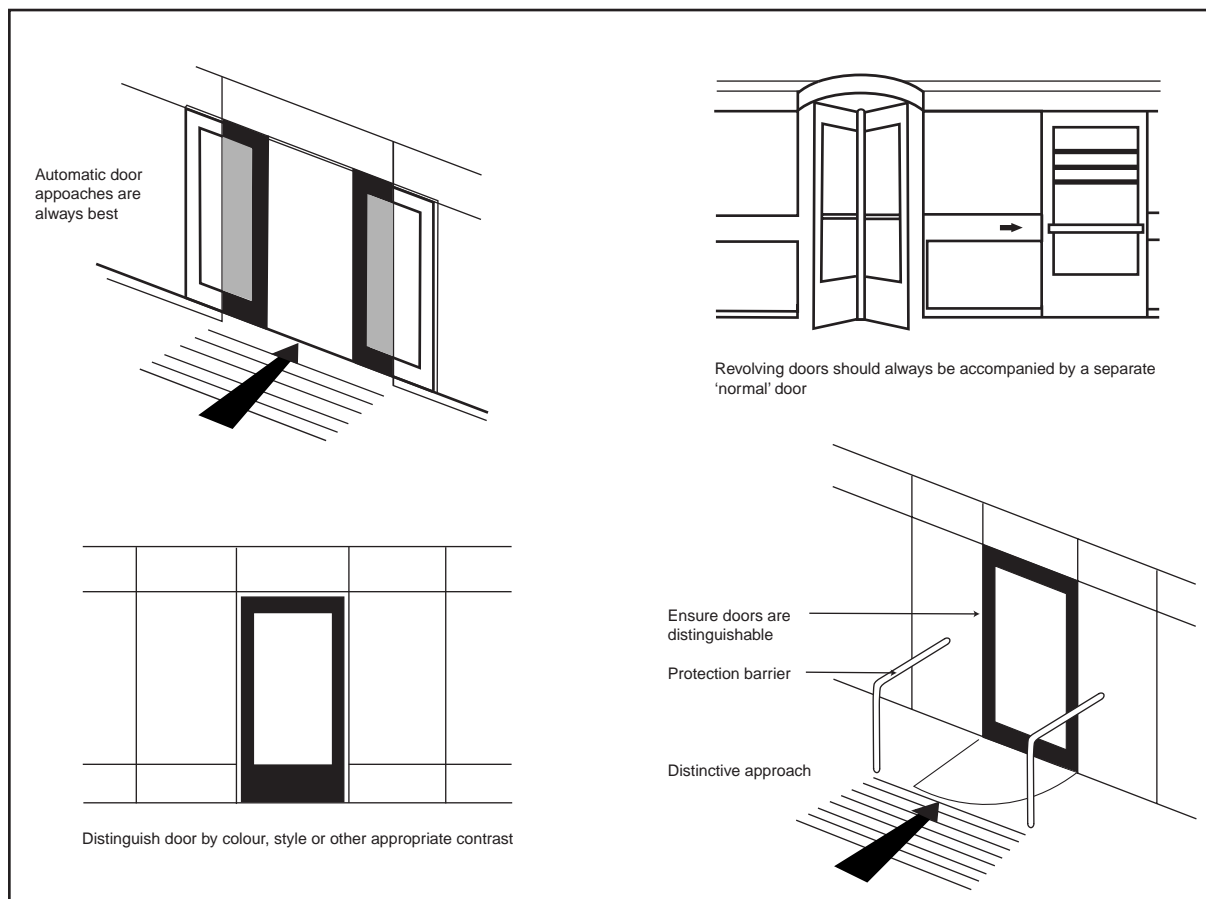 Automatic door
appoaches are
always best
Revolving doors should always be accompanied by a separate
‘normal’ door
Distinguish door by colour, style or other appropriate contrast
Ensure doors are
distinguishable
Protection barrier
Distinctive approach